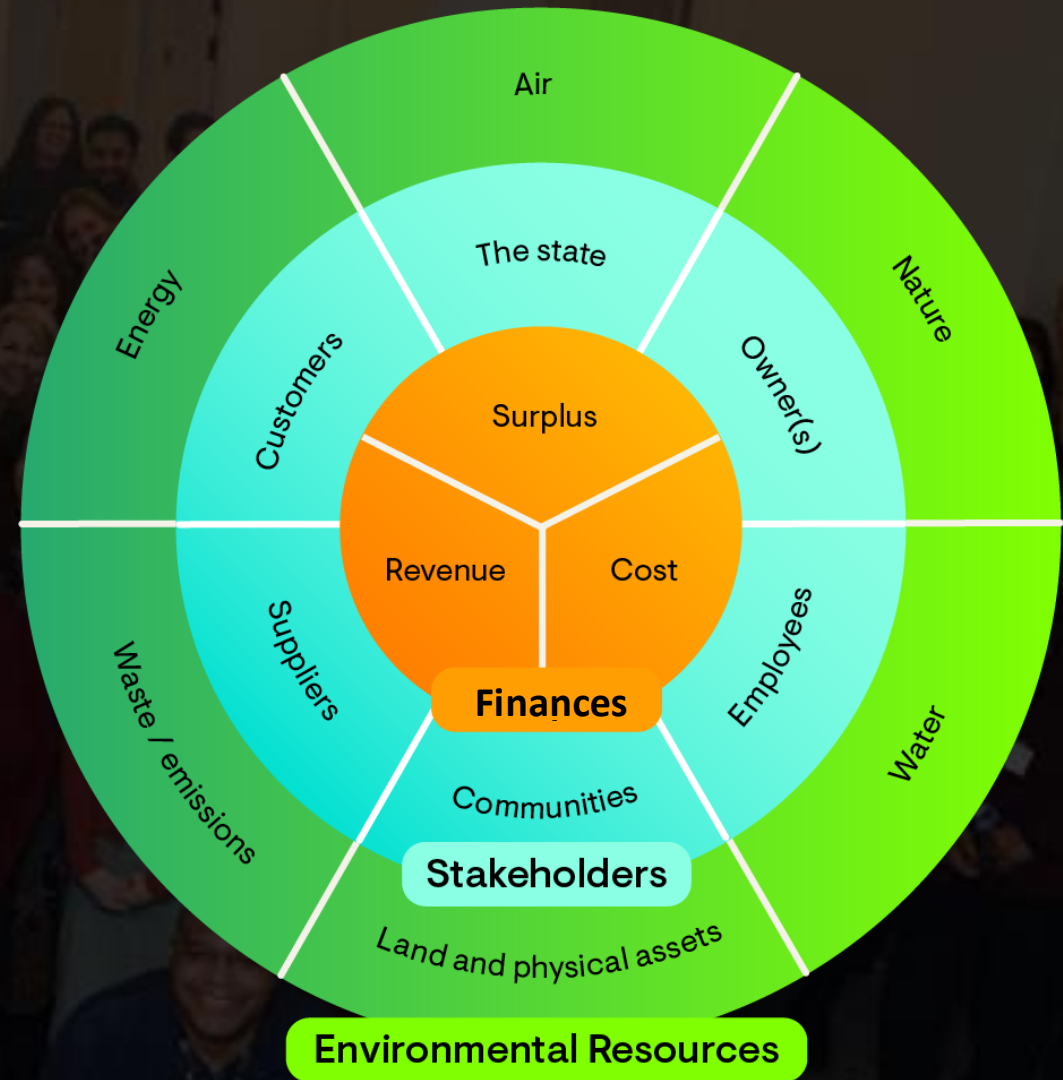 Air
Nature
Water
Land and physical assets
Waste / emissions
Energy
The state
Owner(s)
Employees
Communities
Suppliers
Customers
Surplus
Cost
Revenue
Finances
Stakeholders
Environmental Resources